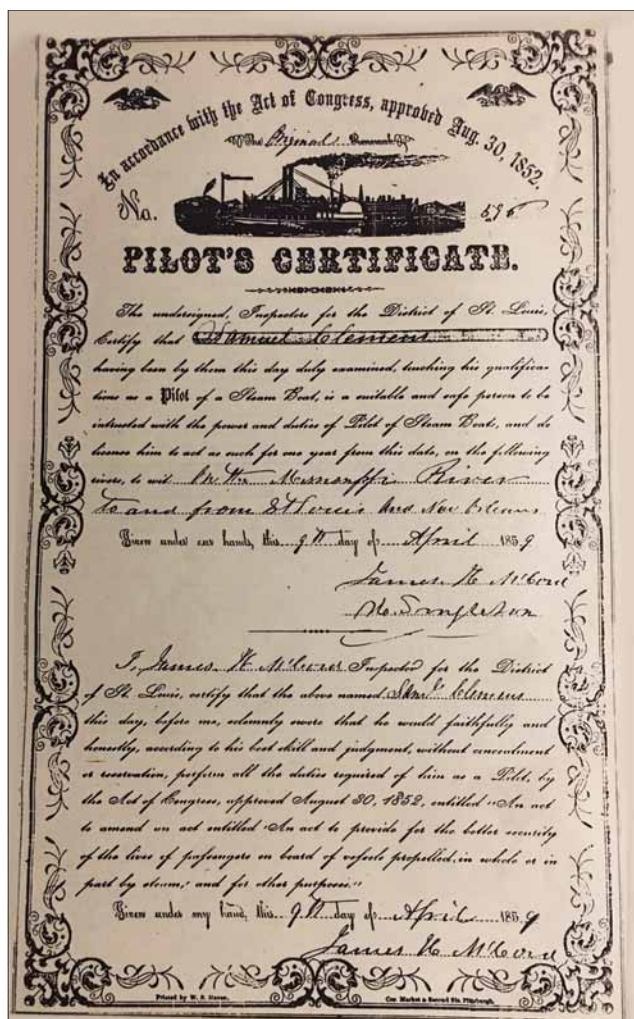 In accordance with the Act of Congress, approved Aug. 30, 1852.
The Original
No.
PILOT'S CERTIFICATE.
The undersigned, Inspectors for the District of St. Louis,
Certify that Samuel Clemens
having been by them this day duly examined, touching his qualifica-
tions as a Pilot of a Steam Boat, is a suitable and safe person to be
intrusted with the power and duties of Pilot of Steam Boats, and do
license him to act as such for one year from this date, on the following
rivers, to wit On the Mississippi River
to and from St Louis and New Orleans
Given under our hands, this 9th day of April 1859
James H McCord
Singleton
I, James H McCord Inspector for the District
of St. Louis, certify that the above named Sam'l Clemens
this day, before me, solemnly swore that he would faithfully and
honestly, according to his best skill and judgment, without concealment
or reservation, perform all the duties required of him as a Pilot, by
the Act of Congress, approved August 30, 1852, entitled "An act
to amend an act entitled "An act to provide for the better security
of the lives of passengers on board of vessels propelled, in whole or in
part by steam," and for other purposes."
Given under my hand, this 9th day of April 1859
James H McCord
Printed by W. S. Haven. Cor. Market & Second Sts. Pittsburgh.